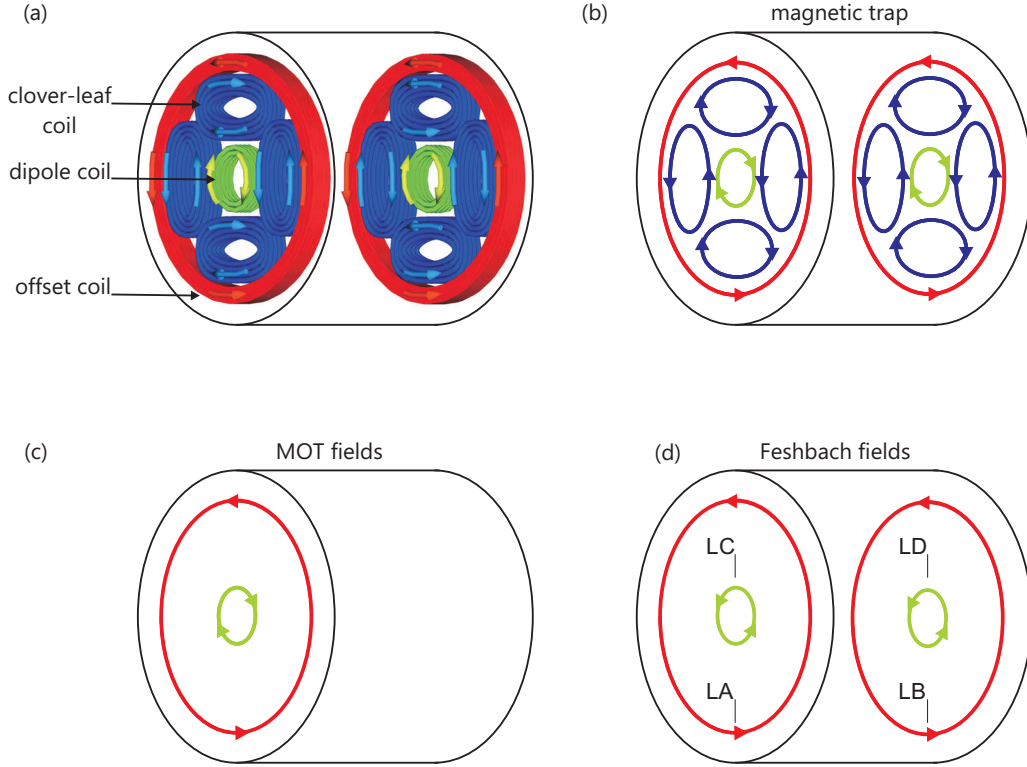 (a)
clover-leaf
coil
dipole coil
offset coil
(b)
magnetic trap
(c)
MOT fields
(d)
Feshbach fields
LC
LD
LA
LB